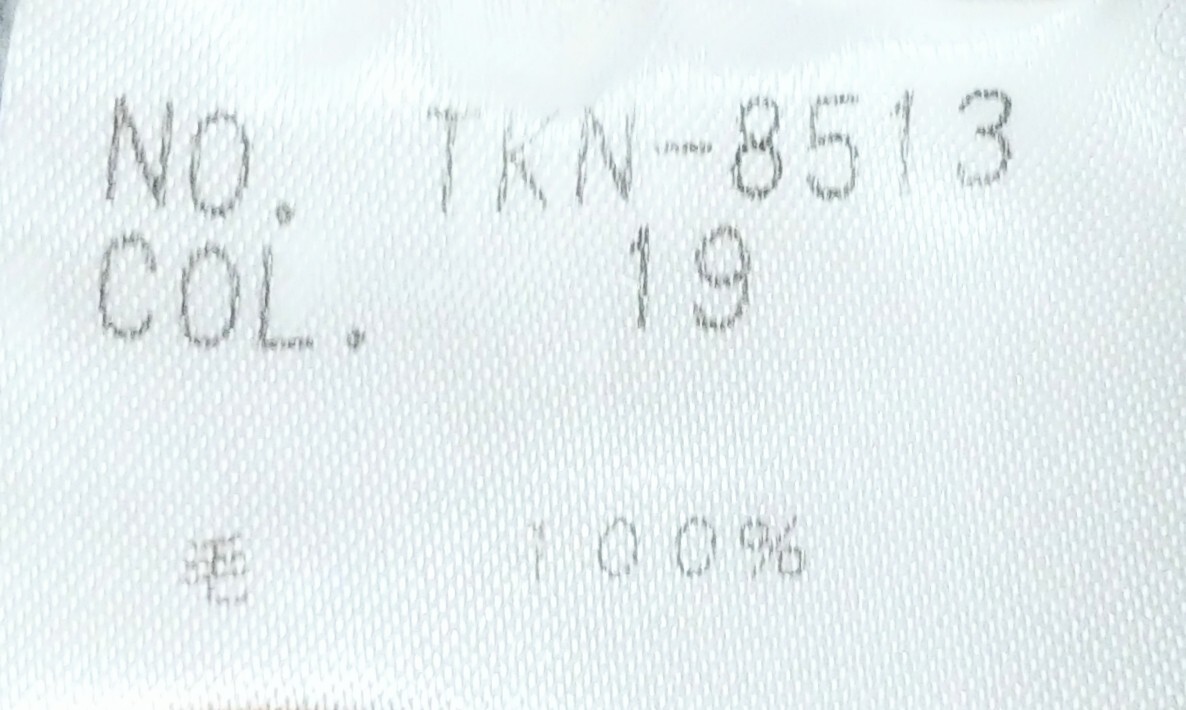 NO. TKN-8513
COL. 19
毛 100%